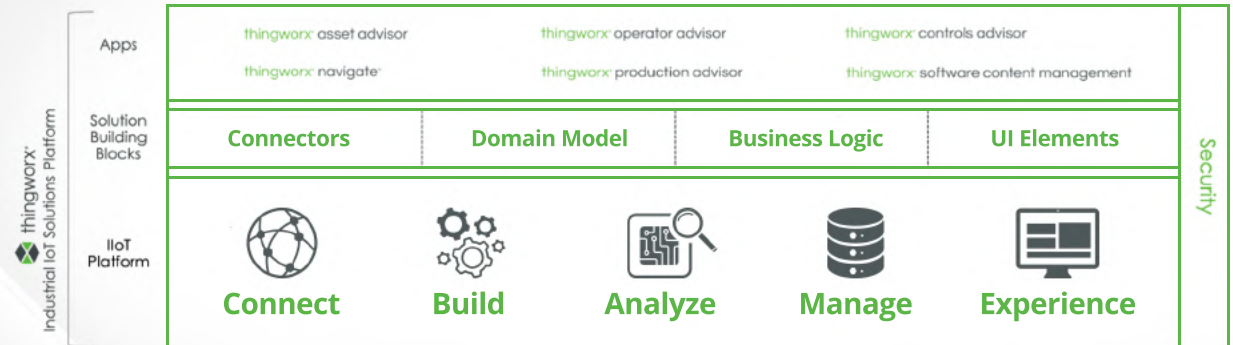 thingworx
Industrial IoT Solutions Platform
Apps
thingworx asset advisor
thingworx operator advisor
thingworx controls advisor
thingworx navigate
thingworx production advisor
thingworx software content management
Solution
Building
Blocks
Connectors
Domain Model
Business Logic
UI Elements
IIoT
Platform
Connect
Build
Analyze
Manage
Experience
Security